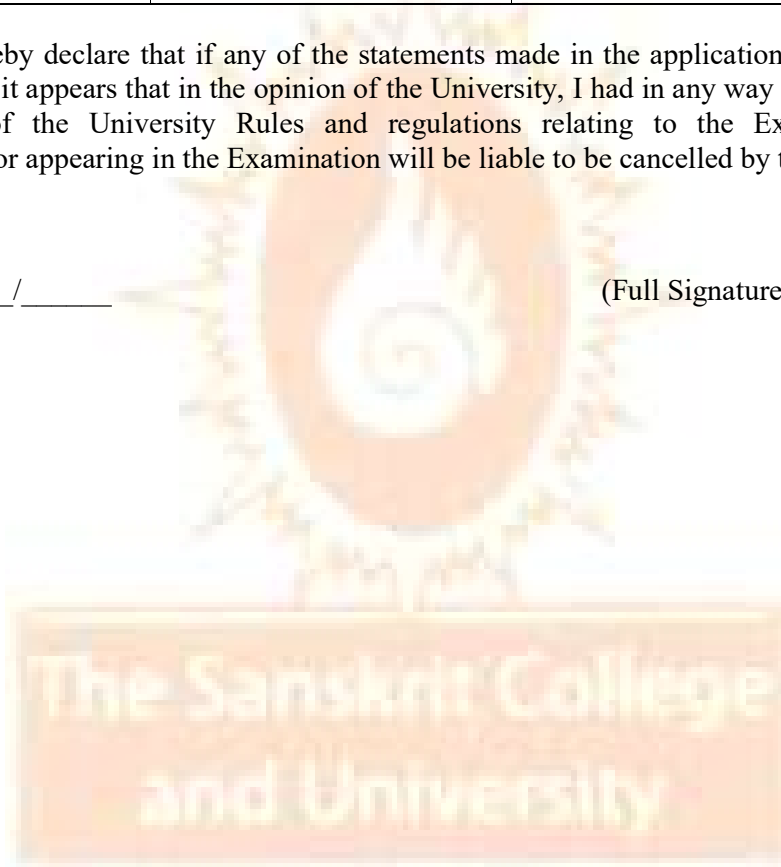 eby declare that if any of the statements made in the application
it appears that in the opinion of the University, I had in any way
of the University Rules and regulations relating to the Ex
or appearing in the Examination will be liable to be cancelled by t
_/______ (Full Signature
The Sanskrit College
and University